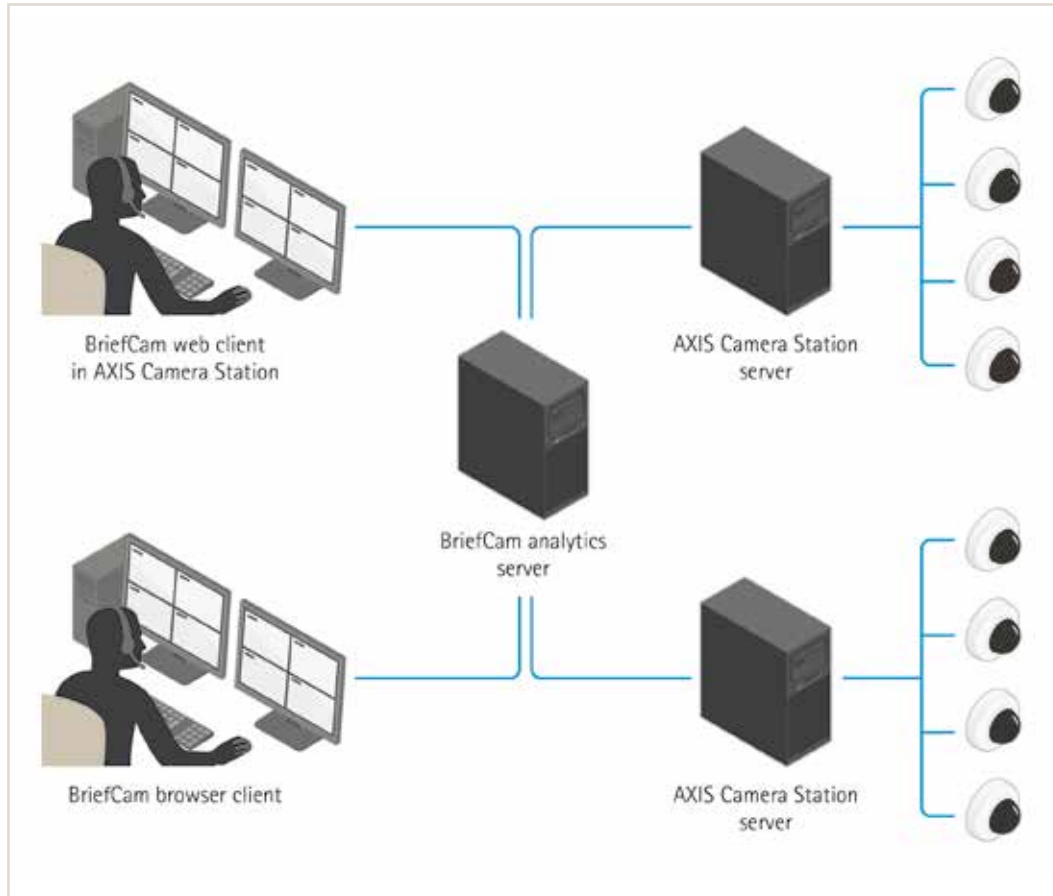 BriefCam web client
in AXIS Camera Station
AXIS Camera Station
server
BriefCam analytics
server
BriefCam browser client
AXIS Camera Station
server